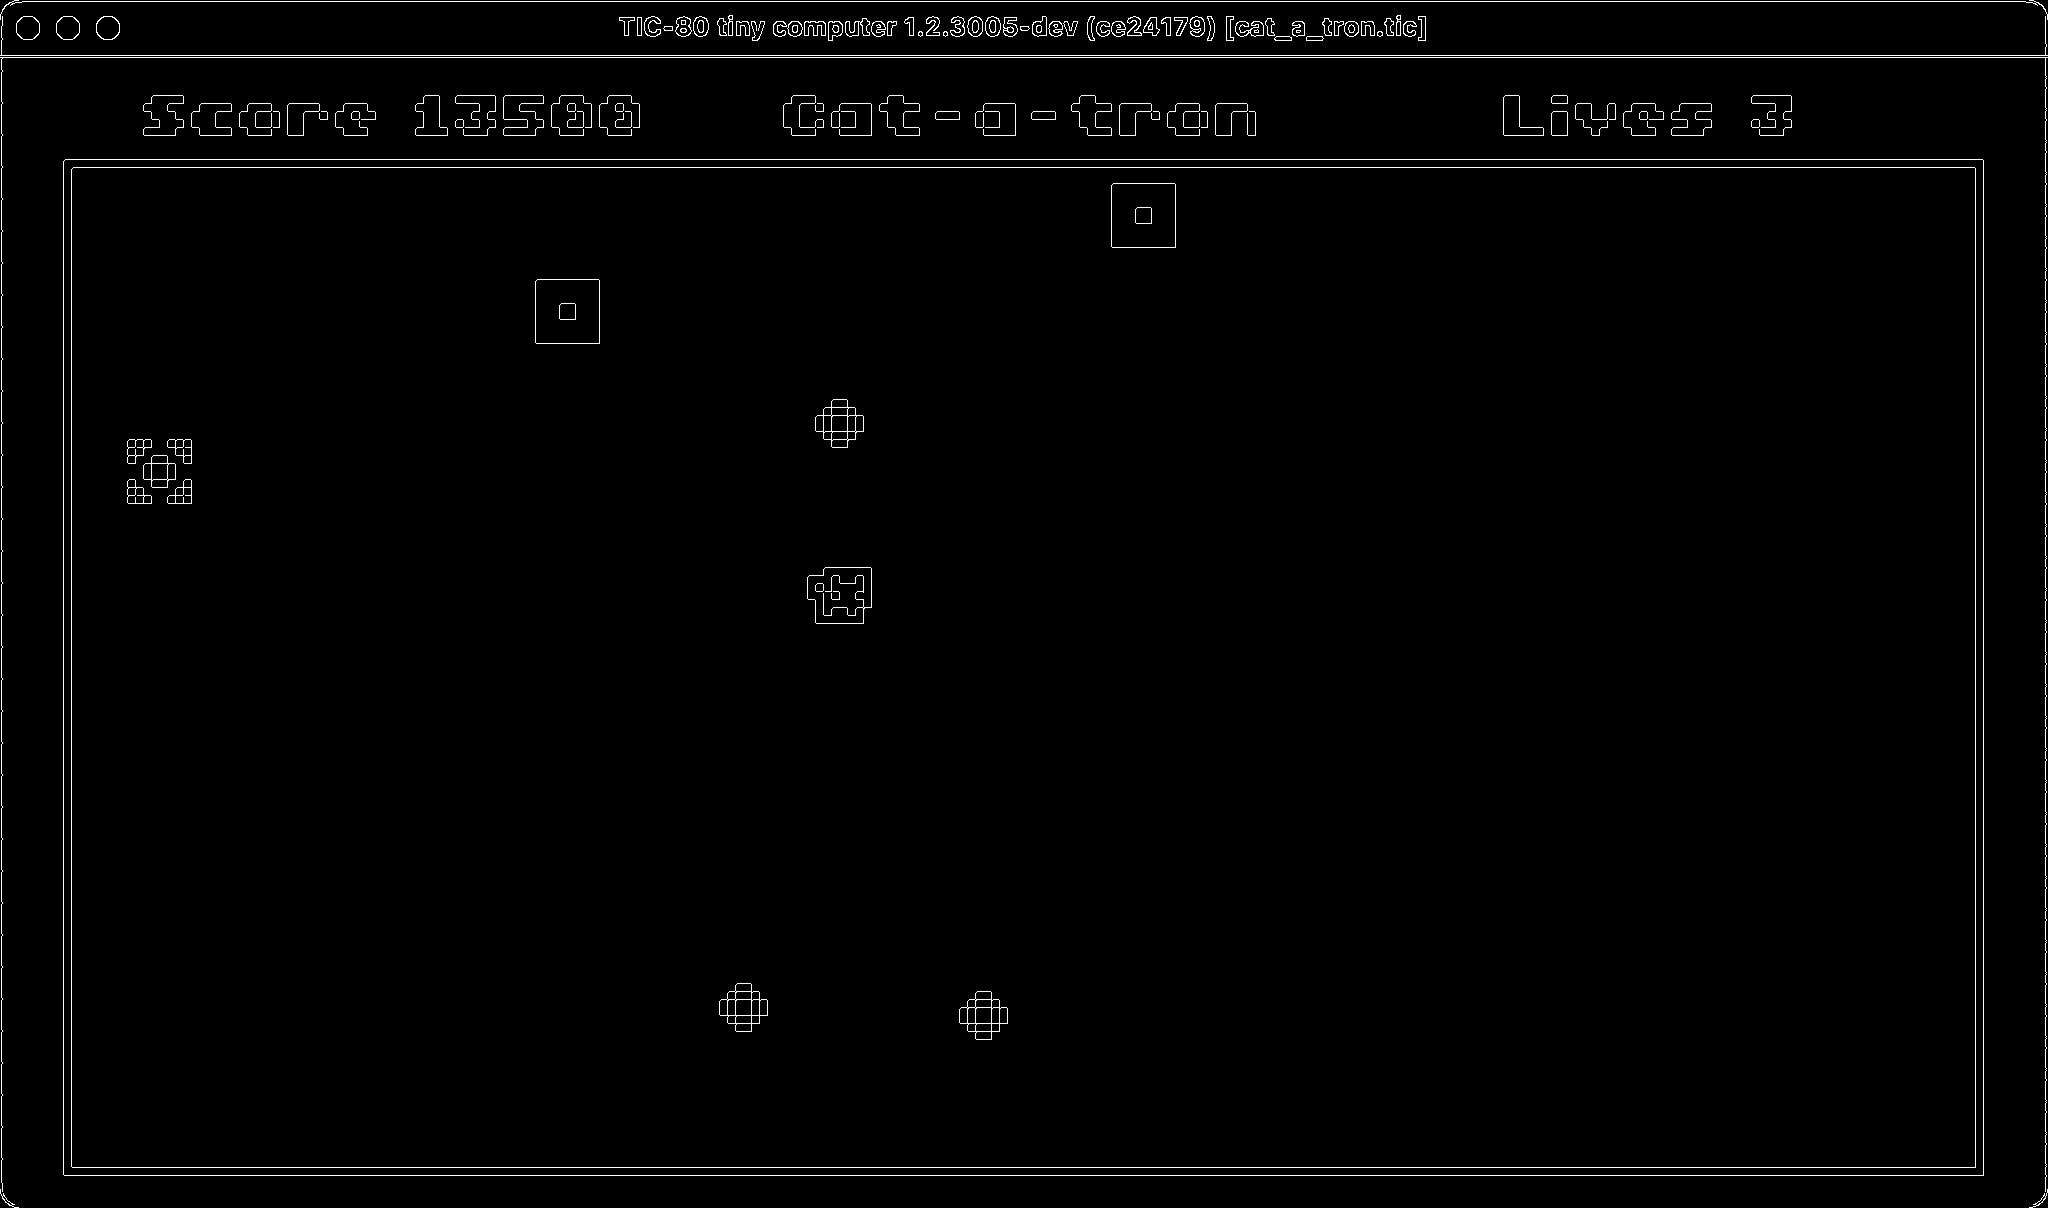 TIC-80 tiny computer 1.2.3005-dev (ce24179) [cat_a_tron.tic]
Score 13500 Cat-a-tron Lives 3